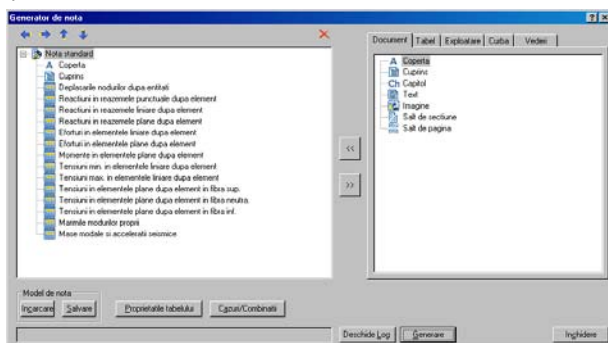 Generator de nota
Nota standard
Coperta
Cuprins
Deplasarile nodurilor dupa entitati
Reactiuni in reazemele punctuale dupa element
Reactiuni in reazemele liniare dupa element
Reactiuni in reazemele plane dupa element
Eforturi in elementele liniare dupa element
Eforturi in elementele plane dupa element
Momente in elementele plane dupa element
Tensiuni min. in elementele liniare dupa element
Tensiuni max. in elementele liniare dupa element
Tensiuni in elementele plane dupa element in fibra sup.
Tensiuni in elementele plane dupa element in fibra neutra.
Tensiuni in elementele plane dupa element in fibra inf.
Marimile modurilor proprii
Mase modale si acceleratii seismice
<<
>>
Document Tabel Exploatare Curba Vederi
A Coperta
Cuprins
Ch Capitol
Text
Imagine
Salt de sectiune
Salt de pagina
Model de nota
Incarcare Salvare Proprietatile tabelului Cazuri/Combinatii
Deschide Log Generare Inghidere